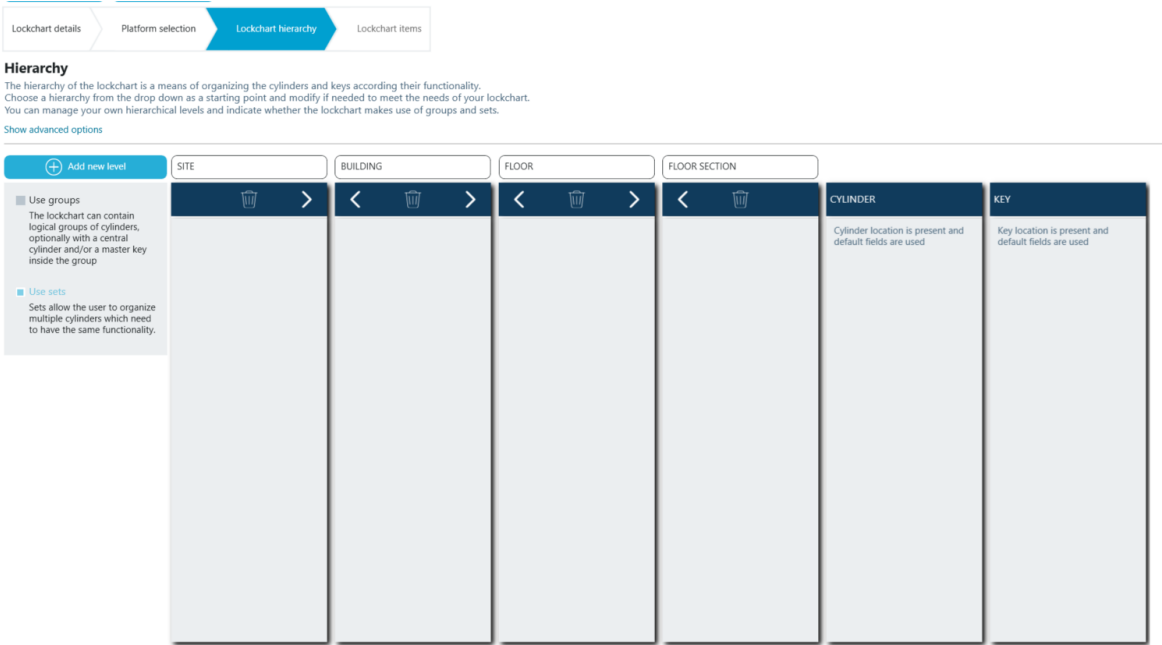 Lockchart details
Platform selection
Lockchart hierarchy
Lockchart items
Hierarchy
The hierarchy of the lockchart is a means of organizing the cylinders and keys according their functionality.
Choose a hierarchy from the drop down as a starting point and modify if needed to meet the needs of your lockchart.
You can manage your own hierarchical levels and indicate whether the lockchart makes use of groups and sets.
Show advanced options
Add new level
SITE
BUILDING
FLOOR
FLOOR SECTION
Use groups
The lockchart can contain
logical groups of cylinders,
optionally with a central
cylinder and/or a master key
inside the group
Use sets
Sets allow the user to organize
multiple cylinders which need
to have the same functionality.
CYLINDER
Cylinder location is present and
default fields are used
KEY
Key location is present and
default fields are used